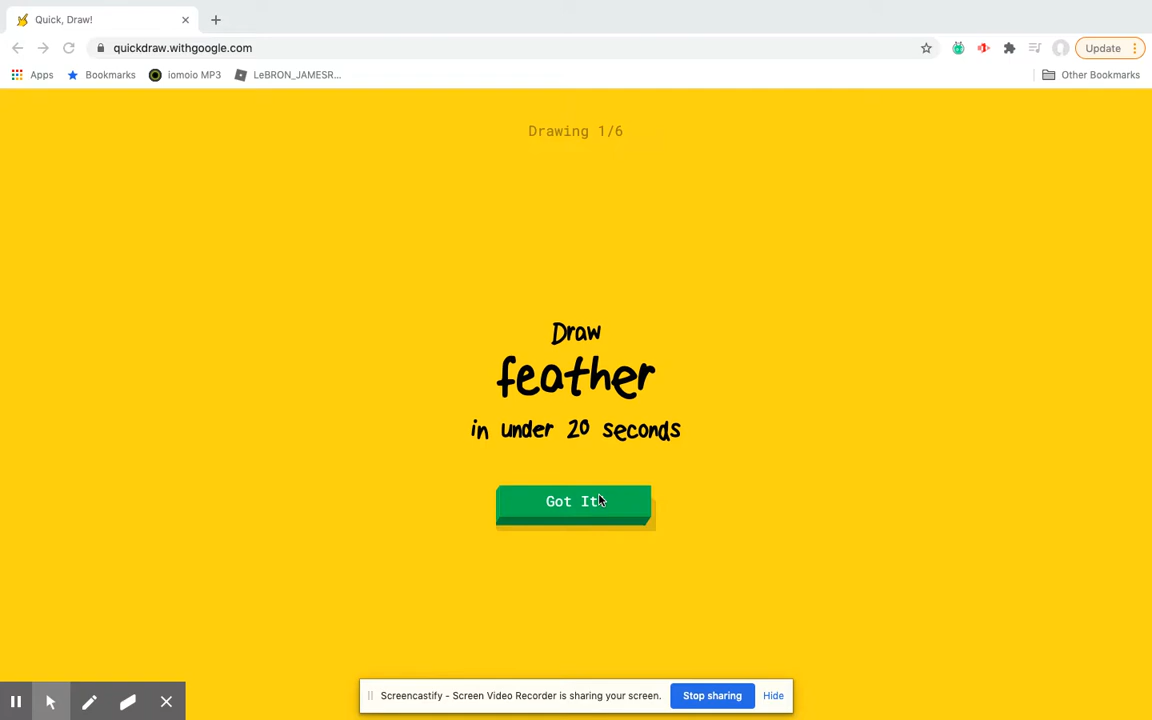 Quick, Draw!
quickdraw.withgoogle.com
Update
Apps
Bookmarks
iomoio MP3
LeBRON_JAMESR...
Other Bookmarks
Drawing 1/6
Draw
feather
in under 20 seconds
Got It!
Screencastify - Screen Video Recorder is sharing your screen.
Stop sharing
Hide